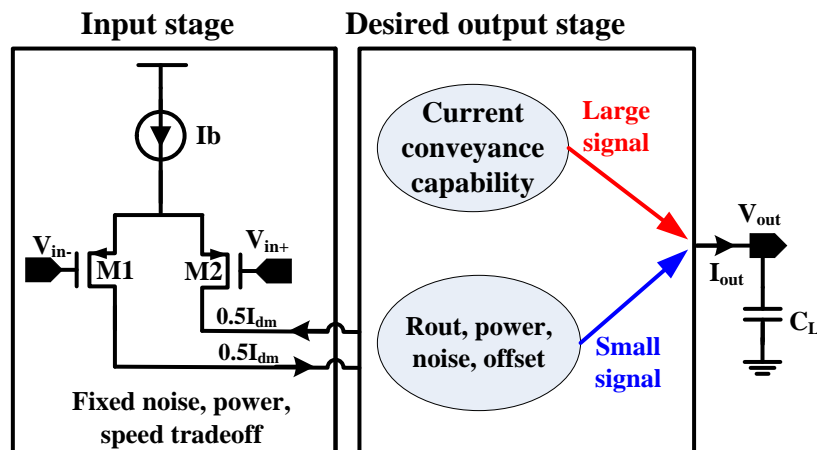 Input stage
Desired output stage
Ib
Vin-
M1
M2
Vin+
0.5Idm
0.5Idm
Fixed noise, power,
speed tradeoff
Current
conveyance
capability
Large
signal
Rout, power,
noise, offset
Small
signal
Vout
Iout
CL